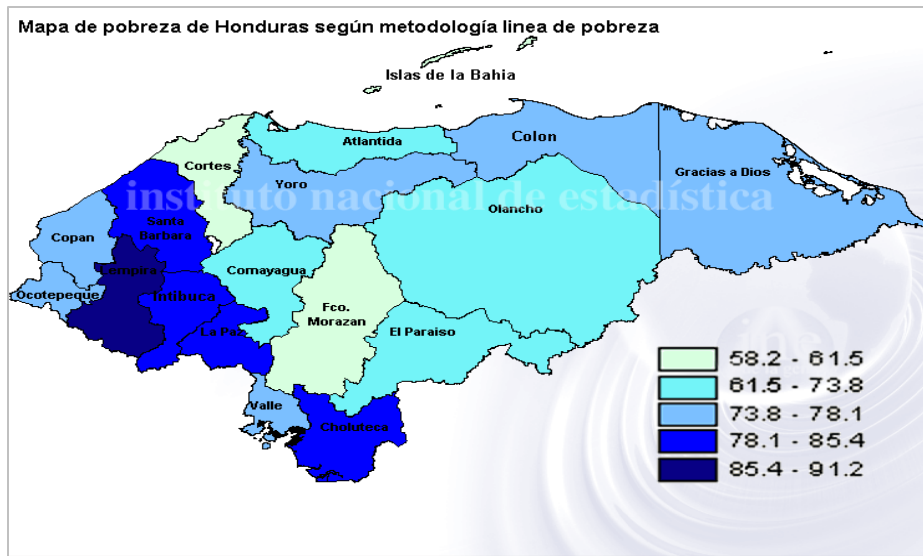 Mapa de pobreza de Honduras según metodología linea de pobreza
Islas de la Bahia
Atlantida
Colon
Cortes
Yoro
Gracias a Dios
instituto nacional de estadística
Olancho
Santa
Barbara
Copan
Lempira
Comayagua
Ocotepeque
Intibuca
Fco.
Morazan
La Paz
El Paraiso
Valle
Choluteca
ine
58.2 - 61.5
61.5 - 73.8
73.8 - 78.1
78.1 - 85.4
85.4 - 91.2